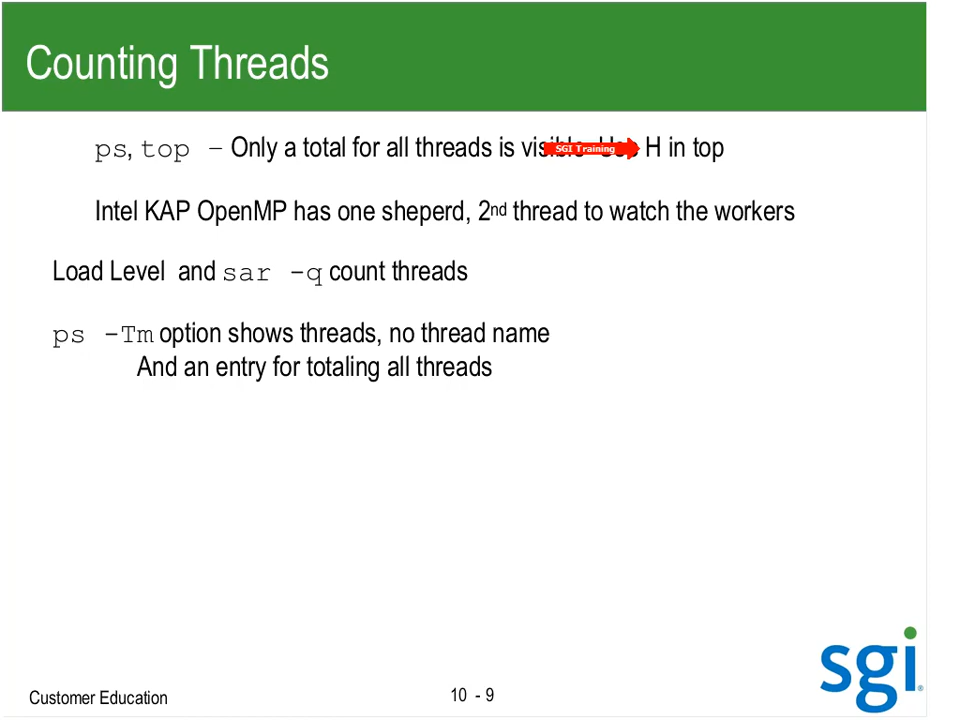 Counting Threads
ps, top – Only a total for all threads is visible Use H in top
SGI Training
Intel KAP OpenMP has one sheperd, 2nd thread to watch the workers
Load Level and sar -q count threads
ps -Tm option shows threads, no thread name
And an entry for totaling all threads
Customer Education
10 - 9
sgi®